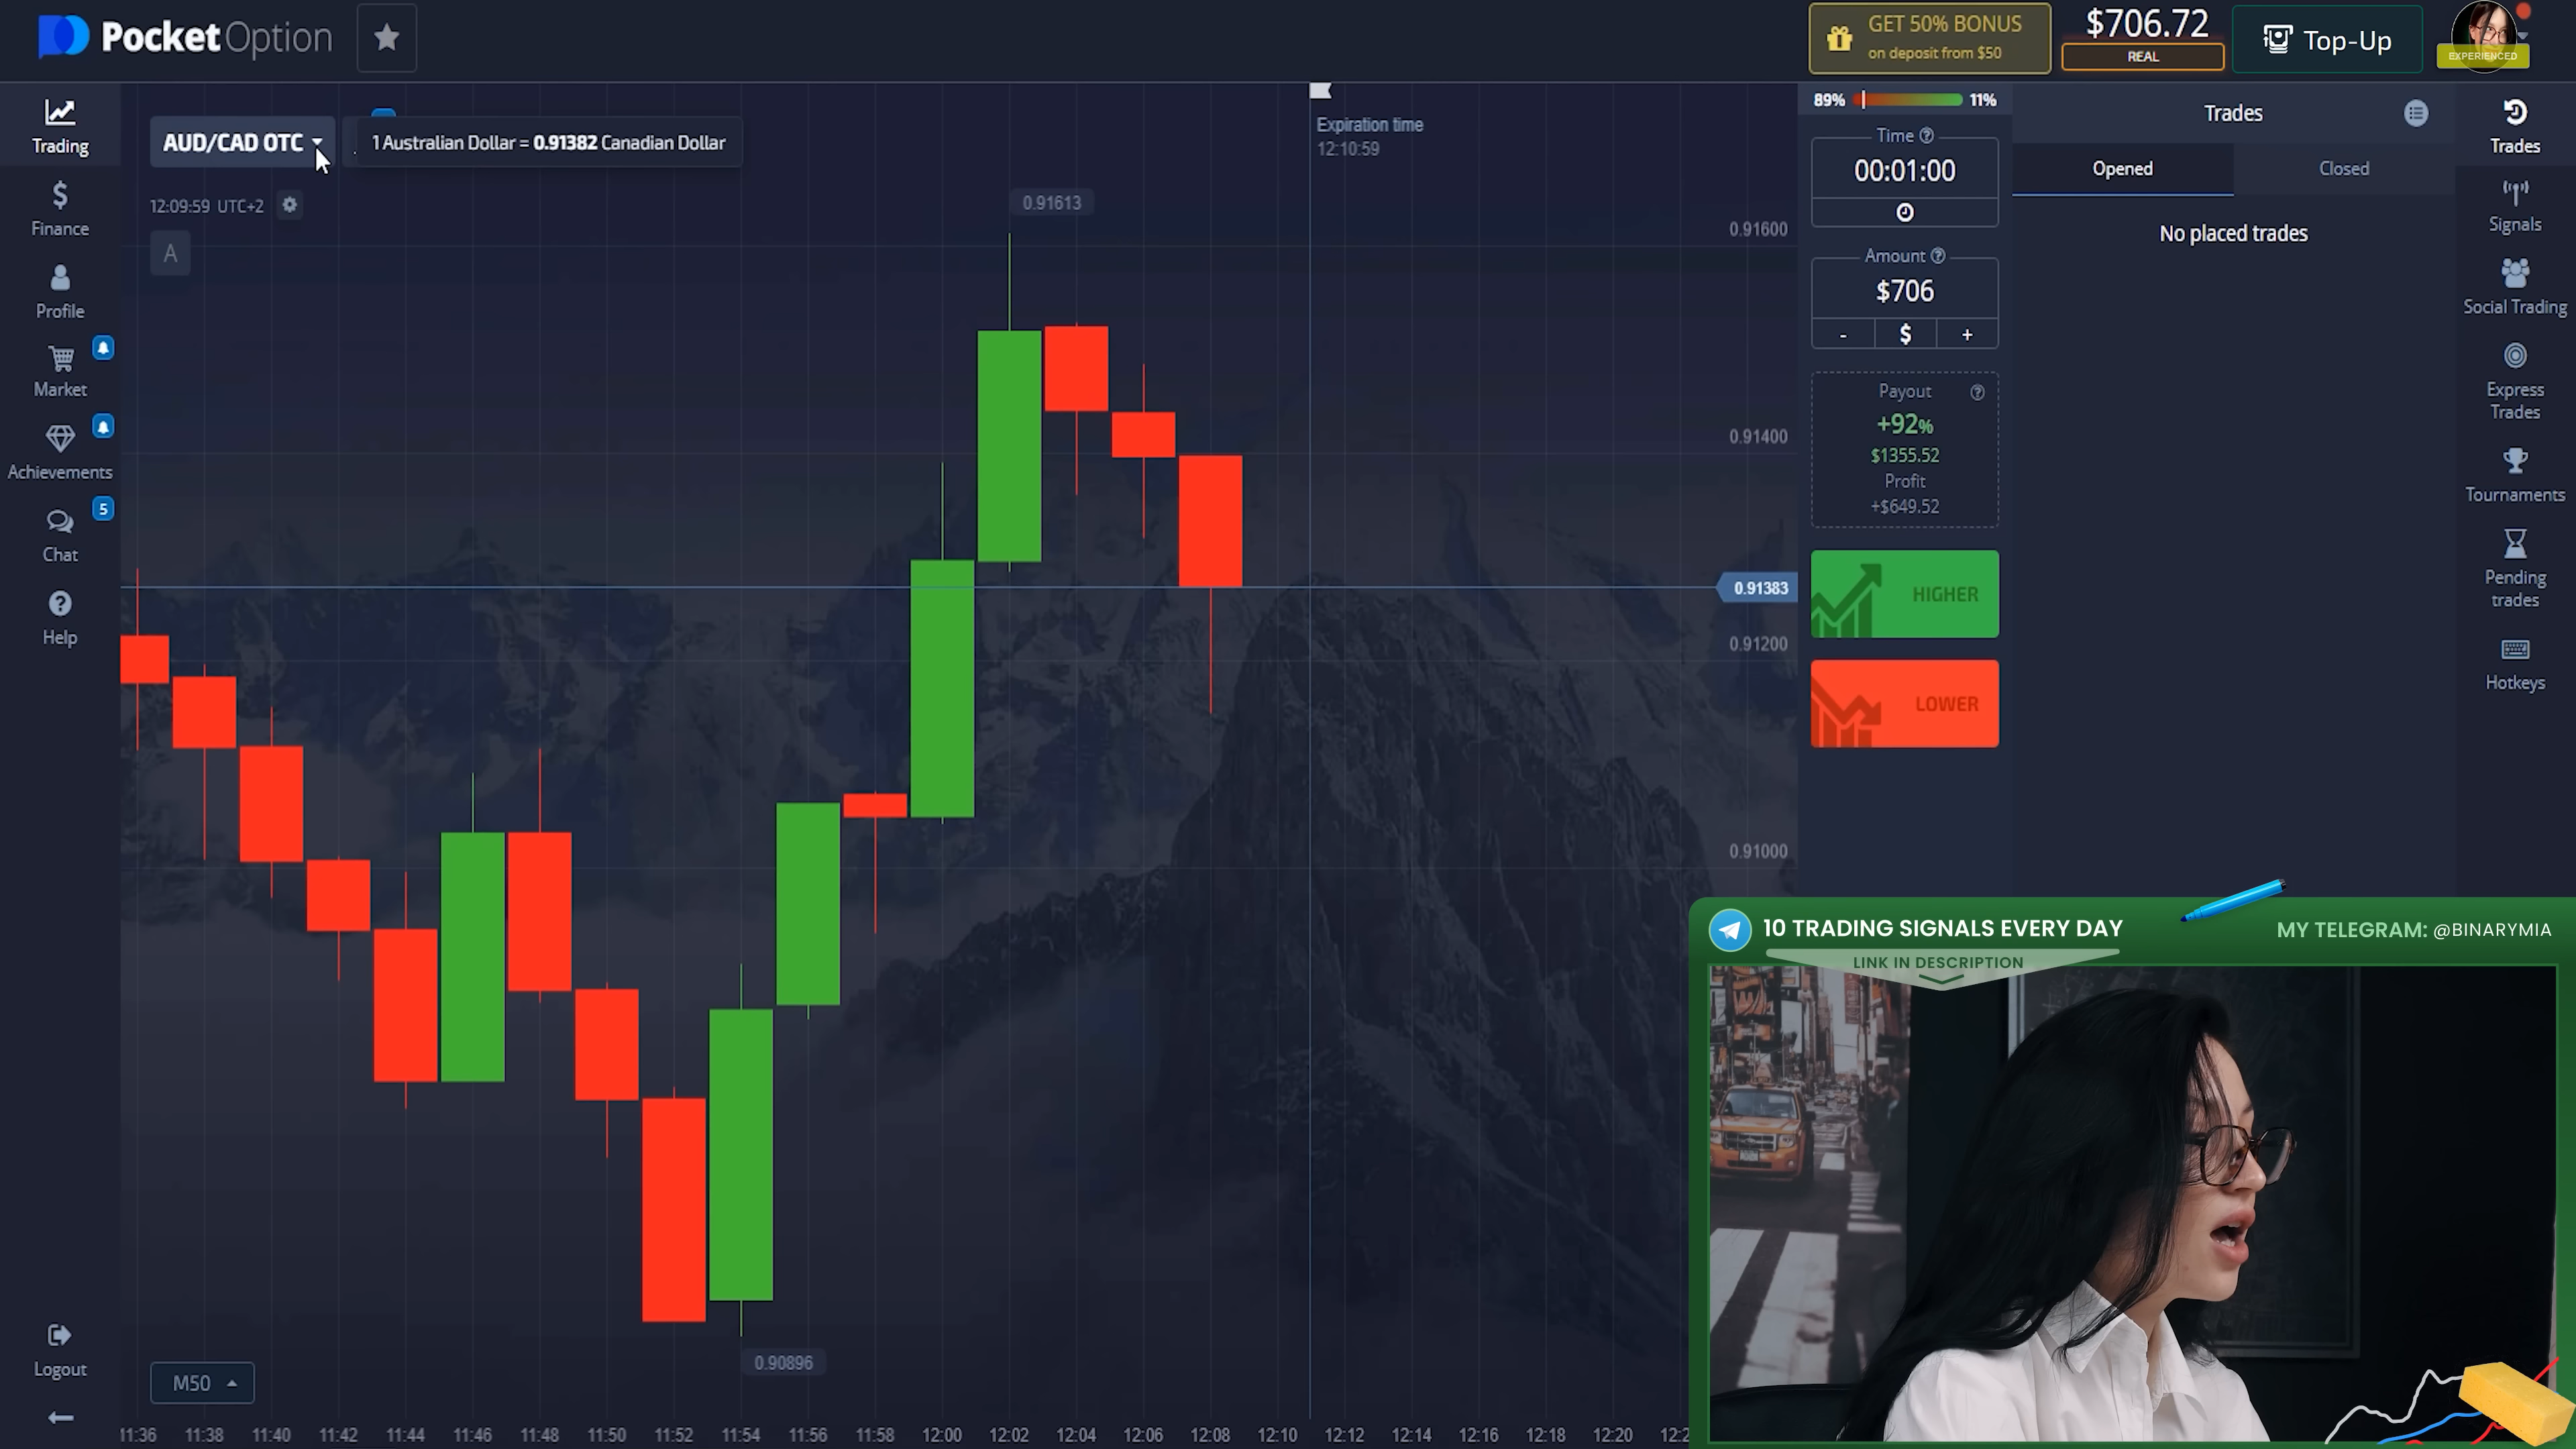 PocketOption
GET 50% BONUS
on deposit from $50
$706.72
REAL
Top-Up
EXPERIENCED
Trading
Finance
Profile
Market
Achievements
5
Chat
Help
Logout
AUD/CAD OTC
1 Australian Dollar = 0.91382 Canadian Dollar
12:09:59 UTC+2
A
Expiration time
12:10:59
0.91613
0.91600
0.91400
0.91383
0.91200
0.91000
0.90896
M50
11:36 11:38 11:40 11:42 11:44 11:46 11:48 11:50 11:52 11:54 11:56 11:58 12:00 12:02 12:04 12:06 12:08 12:10 12:12 12:14 12:16 12:18 12:20
89% 11%
Time
00:01:00
Amount
$706
- $ +
Payout
+92%
$1355.52
Profit
+$649.52
HIGHER
LOWER
Trades
Opened Closed
No placed trades
Trades
Signals
Social Trading
Express
Trades
Tournaments
Pending
trades
Hotkeys
10 TRADING SIGNALS EVERY DAY
LINK IN DESCRIPTION
MY TELEGRAM: @BINARYMIA